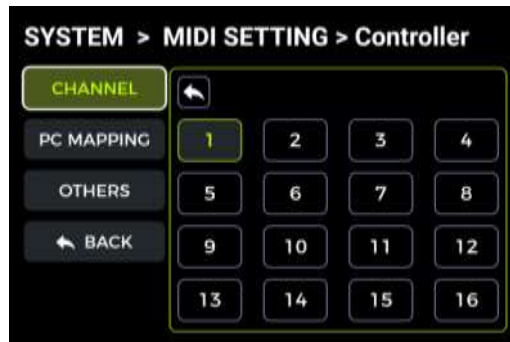 SYSTEM > MIDI SETTING > Controller
CHANNEL
PC MAPPING
OTHERS
BACK
1 2 3 4
5 6 7 8
9 10 11 12
13 14 15 16